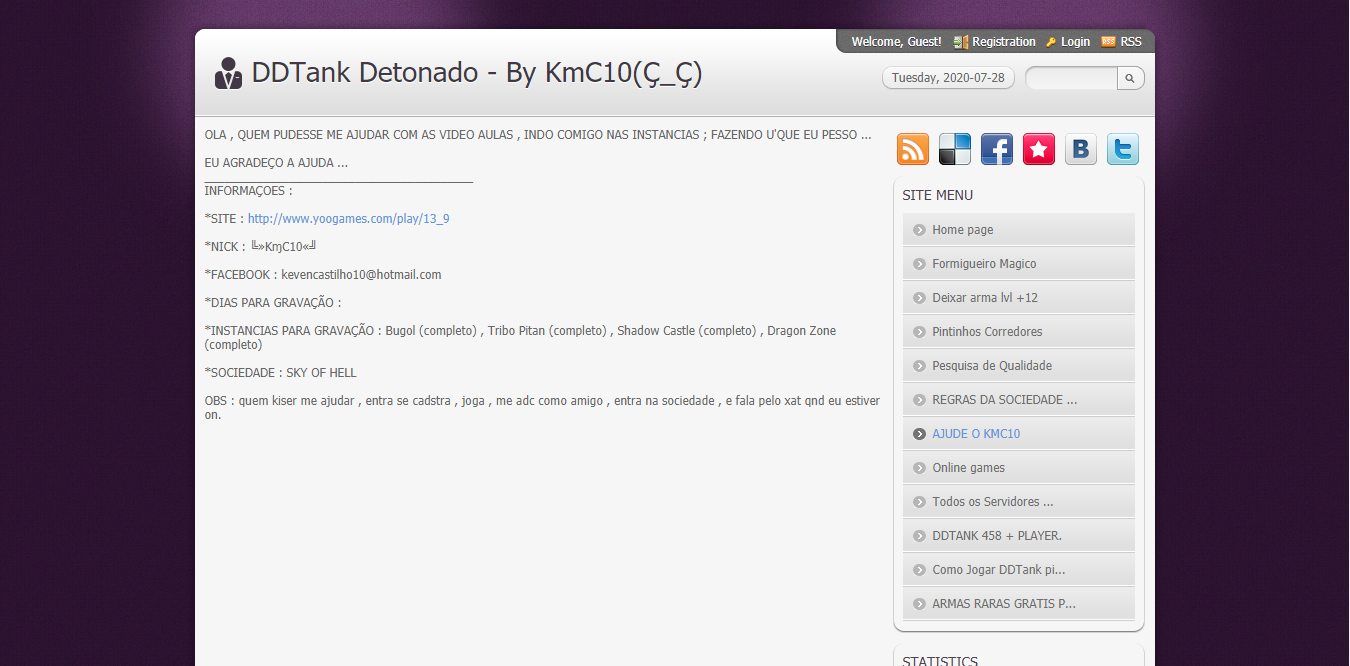 Welcome, Guest! Registration Login RSS
DDTank Detonado - By KmC10(Ç_Ç)
Tuesday, 2020-07-28
OLA , QUEM PUDESSE ME AJUDAR COM AS VIDEO AULAS , INDO COMIGO NAS INSTANCIAS ; FAZENDO U'QUE EU PESSO ...
EU AGRADEÇO A AJUDA ...
___________________________________________
INFORMAÇOES :
*SITE : http://www.yoogames.com/play/13_9
*NICK : ╚»KɱC10«╝
*FACEBOOK : kevencastilho10@hotmail.com
*DIAS PARA GRAVAÇÃO :
*INSTANCIAS PARA GRAVAÇÃO : Bugol (completo) , Tribo Pitan (completo) , Shadow Castle (completo) , Dragon Zone
(completo)
*SOCIEDADE : SKY OF HELL
OBS : quem kiser me ajudar , entra se cadstra , joga , me adc como amigo , entra na sociedade , e fala pelo xat qnd eu estiver
on.
SITE MENU
Home page
Formigueiro Magico
Deixar arma lvl +12
Pintinhos Corredores
Pesquisa de Qualidade
REGRAS DA SOCIEDADE ...
AJUDE O KMC10
Online games
Todos os Servidores ...
DDTANK 458 + PLAYER.
Como Jogar DDTank pi...
ARMAS RARAS GRATIS P...
STATISTICS